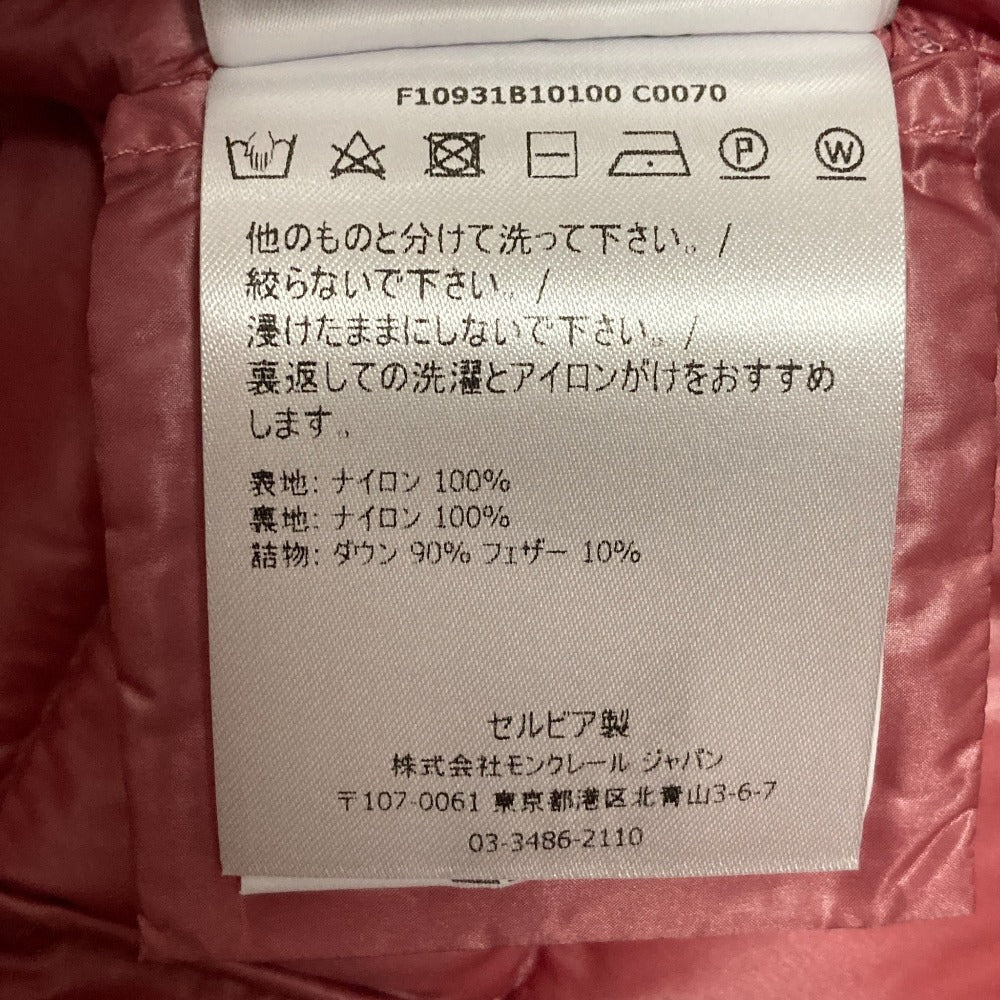 F10931B10100 C0070
P W
他のものと分けて洗って下さい。/
絞らないで下さい。/
浸けたままにしないで下さい。/
裏返しての洗濯とアイロンがけをおすすめ
します。
表地: ナイロン 100%
裏地: ナイロン 100%
詰物: ダウン 90% フェザー 10%
セルビア製
株式会社モンクレール ジャパン
〒107-0061 東京都港区北青山3-6-7
03-3486-2110